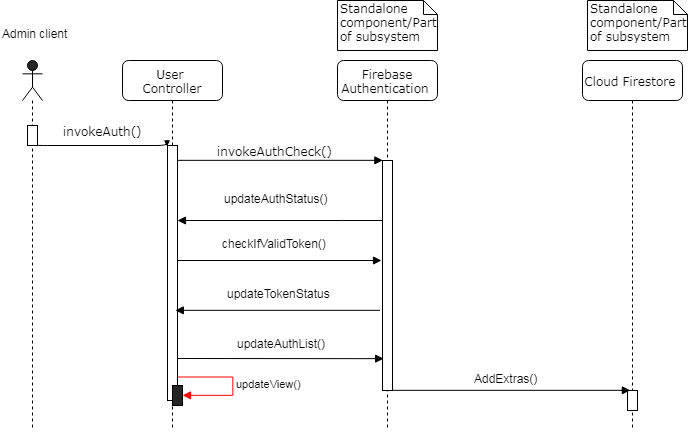 Standalone
component/Part
of subsystem
Standalone
component/Part
of subsystem
Admin client
User
Controller
Firebase
Authentication
Cloud Firestore
invokeAuth()
invokeAuthCheck()
updateAuthStatus()
checkIfValidToken()
updateTokenStatus
updateAuthList()
updateView()
AddExtras()